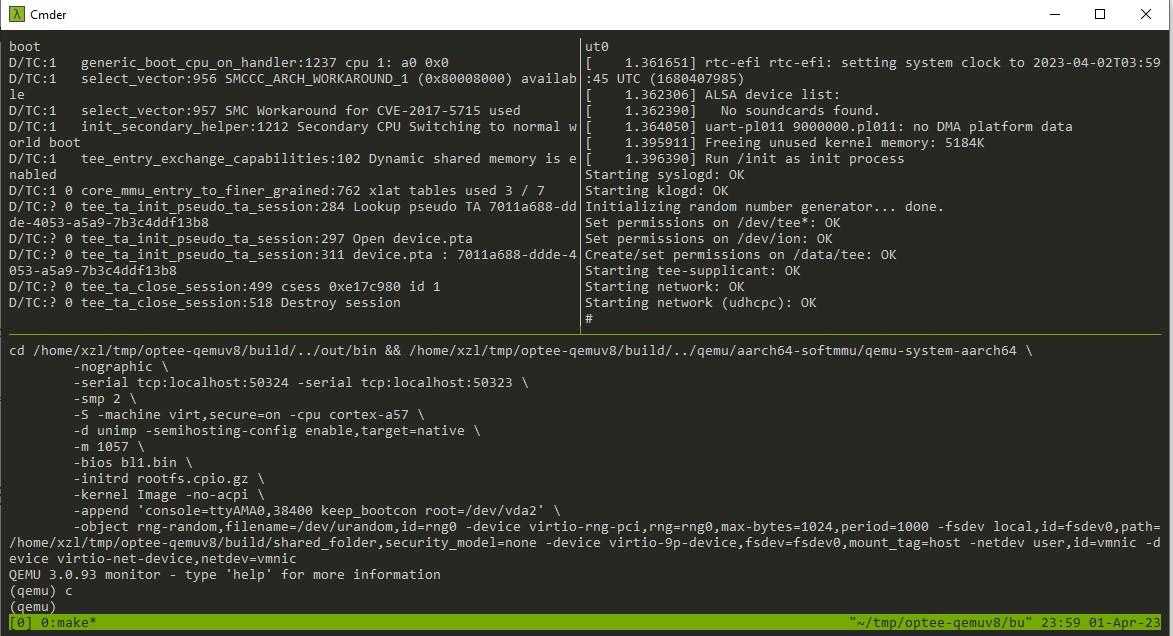 Cmder
boot
D/TC:1   generic_boot_cpu_on_handler:1237 cpu 1: a0 0x0
D/TC:1   select_vector:956 SMCCC_ARCH_WORKAROUND_1 (0x80008000) availab
le
D/TC:1   select_vector:957 SMC Workaround for CVE-2017-5715 used
D/TC:1   init_secondary_helper:1212 Secondary CPU Switching to normal w
orld boot
D/TC:1   tee_entry_exchange_capabilities:102 Dynamic shared memory is e
nabled
D/TC:1 0 core_mmu_entry_to_finer_grained:762 xlat tables used 3 / 7
D/TC:? 0 tee_ta_init_pseudo_ta_session:284 Lookup pseudo TA 7011a688-dd
de-4053-a5a9-7b3c4ddf13b8
D/TC:? 0 tee_ta_init_pseudo_ta_session:297 Open device.pta
D/TC:? 0 tee_ta_init_pseudo_ta_session:311 device.pta : 7011a688-ddde-4
053-a5a9-7b3c4ddf13b8
D/TC:? 0 tee_ta_close_session:499 csess 0xe17c980 id 1
D/TC:? 0 tee_ta_close_session:518 Destroy session
ut0
[    1.361651] rtc-efi rtc-efi: setting system clock to 2023-04-02T03:59
:45 UTC (1680407985)
[    1.362306] ALSA device list:
[    1.362390]   No soundcards found.
[    1.364050] uart-pl011 9000000.pl011: no DMA platform data
[    1.395911] Freeing unused kernel memory: 5184K
[    1.396390] Run /init as init process
Starting syslogd: OK
Starting klogd: OK
Initializing random number generator... done.
Set permissions on /dev/tee*: OK
Set permissions on /dev/ion: OK
Create/set permissions on /data/tee: OK
Starting tee-supplicant: OK
Starting network: OK
Starting network (udhcpc): OK
#
cd /home/xzl/tmp/optee-qemuv8/build/../out/bin && /home/xzl/tmp/optee-qemuv8/build/../qemu/aarch64-softmmu/qemu-system-aarch64 \
        -nographic \
        -serial tcp:localhost:50324 -serial tcp:localhost:50323 \
        -smp 2 \
        -S -machine virt,secure=on -cpu cortex-a57 \
        -d unimp -semihosting-config enable,target=native \
        -m 1057 \
        -bios bl1.bin \
        -initrd rootfs.cpio.gz \
        -kernel Image -no-acpi \
        -append 'console=ttyAMA0,38400 keep_bootcon root=/dev/vda2' \
        -object rng-random,filename=/dev/urandom,id=rng0 -device virtio-rng-pci,rng=rng0,max-bytes=1024,period=1000 -fsdev local,id=fsdev0,path=
/home/xzl/tmp/optee-qemuv8/build/shared_folder,security_model=none -device virtio-9p-device,fsdev=fsdev0,mount_tag=host -netdev user,id=vmnic -d
evice virtio-net-device,netdev=vmnic
QEMU 3.0.93 monitor - type 'help' for more information
(qemu) c
(qemu)
[0] 0:make* "~/tmp/optee-qemuv8/bu" 23:59 01-Apr-23